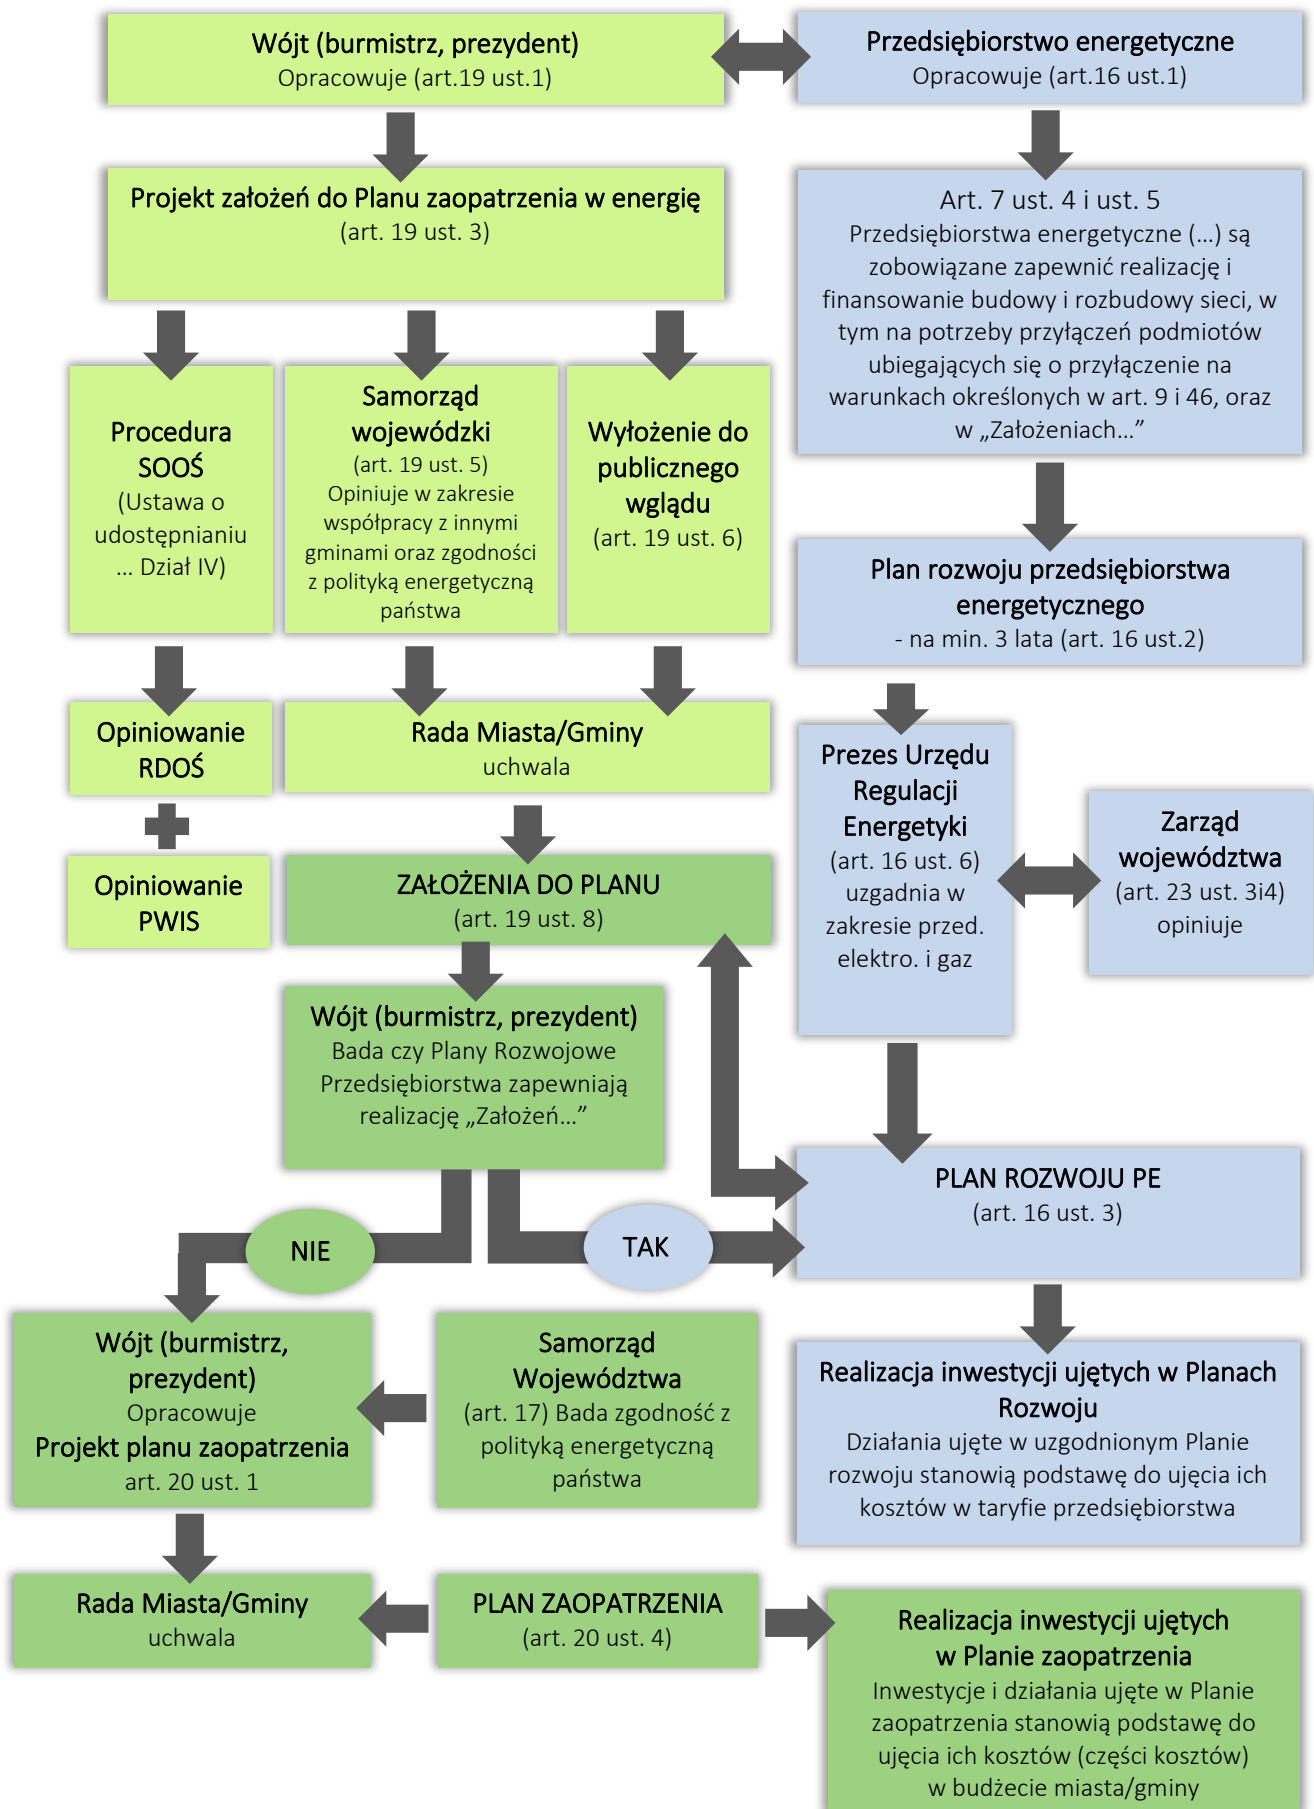 Wójt (burmistrz, prezydent)
Opracowuje (art.19 ust.1)
Przedsiębiorstwo energetyczne
Opracowuje (art.16 ust.1)
Projekt założeń do Planu zaopatrzenia w energię
(art. 19 ust. 3)
Art. 7 ust. 4 i ust. 5
Przedsiębiorstwa energetyczne (...) są
zobowiązane zapewnić realizację i
finansowanie budowy i rozbudowy sieci, w
tym na potrzeby przyłączeń podmiotów
ubiegających się o przyłączenie na
warunkach określonych w art. 9 i 46, oraz
w „Założeniach...”
Procedura
SOOŚ
(Ustawa o
udostępnianiu
... Dział IV)
Samorząd
wojewódzki
(art. 19 ust. 5)
Opiniuje w zakresie
współpracy z innymi
gminami oraz zgodności
z polityką energetyczną
państwa
Wyłożenie do
publicznego
wglądu
(art. 19 ust. 6)
Plan rozwoju przedsiębiorstwa
energetycznego
- na min. 3 lata (art. 16 ust.2)
Opiniowanie
RDOŚ
Rada Miasta/Gminy
uchwala
Prezes Urzędu
Regulacji
Energetyki
(art. 16 ust. 6)
uzgadnia w
zakresie przed.
elektro. i gaz
Zarząd
województwa
(art. 23 ust. 3i4)
opiniuje
Opiniowanie
PWIS
ZAŁOŻENIA DO PLANU
(art. 19 ust. 8)
Wójt (burmistrz, prezydent)
Bada czy Plany Rozwojowe
Przedsiębiorstwa zapewniają
realizację „Założeń...”
PLAN ROZWOJU PE
(art. 16 ust. 3)
NIE
TAK
Wójt (burmistrz,
prezydent)
Opracowuje
Projekt planu zaopatrzenia
art. 20 ust. 1
Samorząd
Województwa
(art. 17) Bada zgodność z
polityką energetyczną
państwa
Realizacja inwestycji ujętych w Planach
Rozwoju
Działania ujęte w uzgodnionym Planie
rozwoju stanowią podstawę do ujęcia ich
kosztów w taryfie przedsiębiorstwa
Rada Miasta/Gminy
uchwala
PLAN ZAOPATRZENIA
(art. 20 ust. 4)
Realizacja inwestycji ujętych
w Planie zaopatrzenia
Inwestycje i działania ujęte w Planie
zaopatrzenia stanowią podstawę do
ujęcia ich kosztów (części kosztów)
w budżecie miasta/gminy